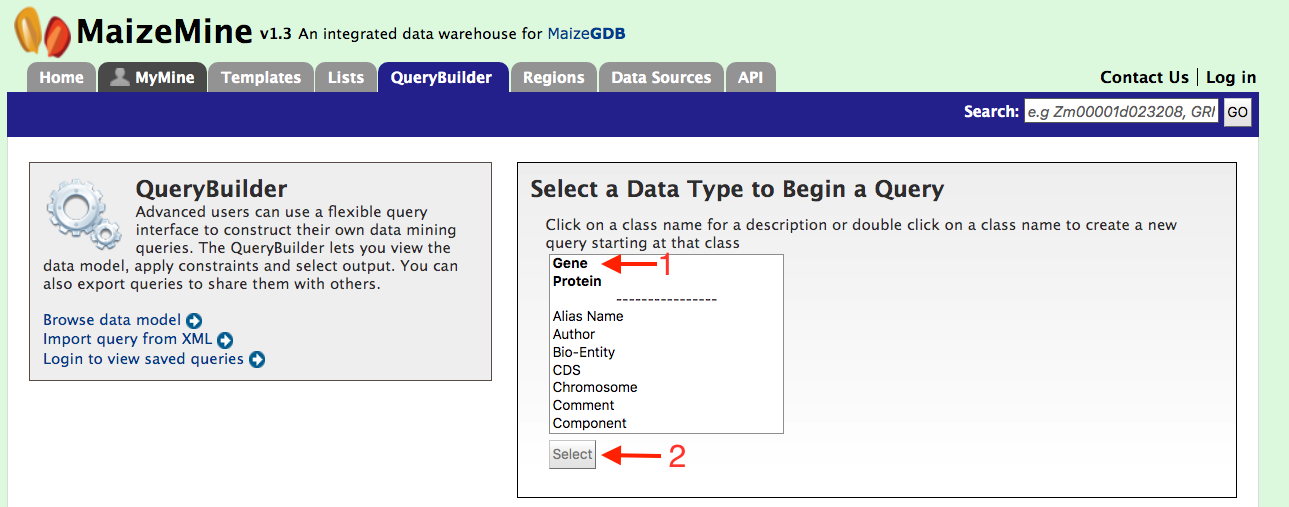 MaizeMine v1.3 An integrated data warehouse for MaizeGDB
Home MyMine Templates Lists QueryBuilder Regions Data Sources API Contact Us | Log in
Search: e.g Zm00001d023208, GRI GO
QueryBuilder
Advanced users can use a flexible query
interface to construct their own data mining
queries. The QueryBuilder lets you view the
data model, apply constraints and select output. You can
also export queries to share them with others.
Browse data model
Import query from XML
Login to view saved queries
Select a Data Type to Begin a Query
Click on a class name for a description or double click on a class name to create a new
query starting at that class
Gene 1
Protein
----------------
Alias Name
Author
Bio-Entity
CDS
Chromosome
Comment
Component
Select 2